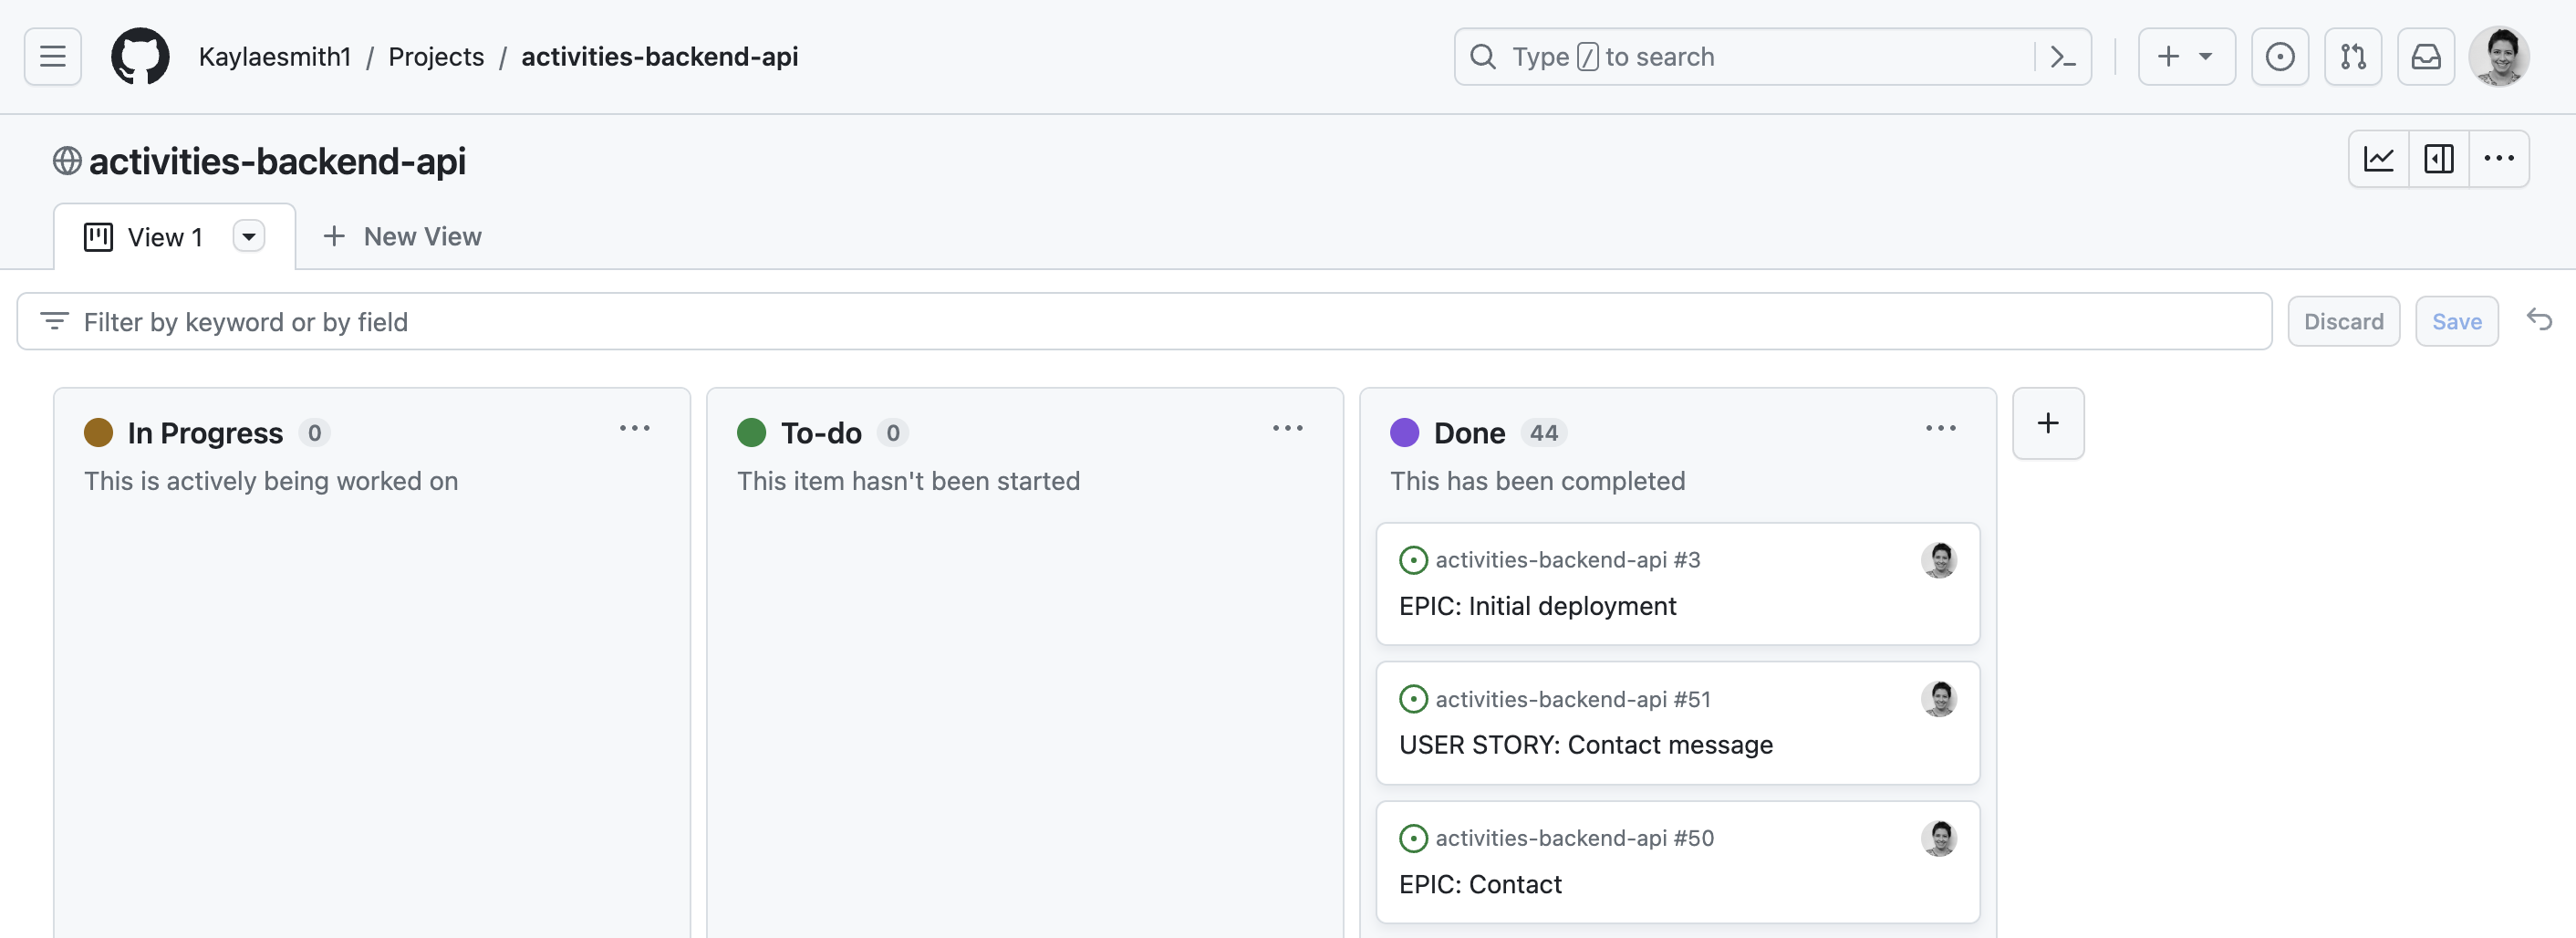 Kaylaesmith1 / Projects / activities-backend-api
Type / to search
activities-backend-api
View 1
New View
Filter by keyword or by field
Discard
Save
In Progress 0
This is actively being worked on
To-do 0
This item hasn't been started
Done 44
This has been completed
activities-backend-api #3
EPIC: Initial deployment
activities-backend-api #51
USER STORY: Contact message
activities-backend-api #50
EPIC: Contact